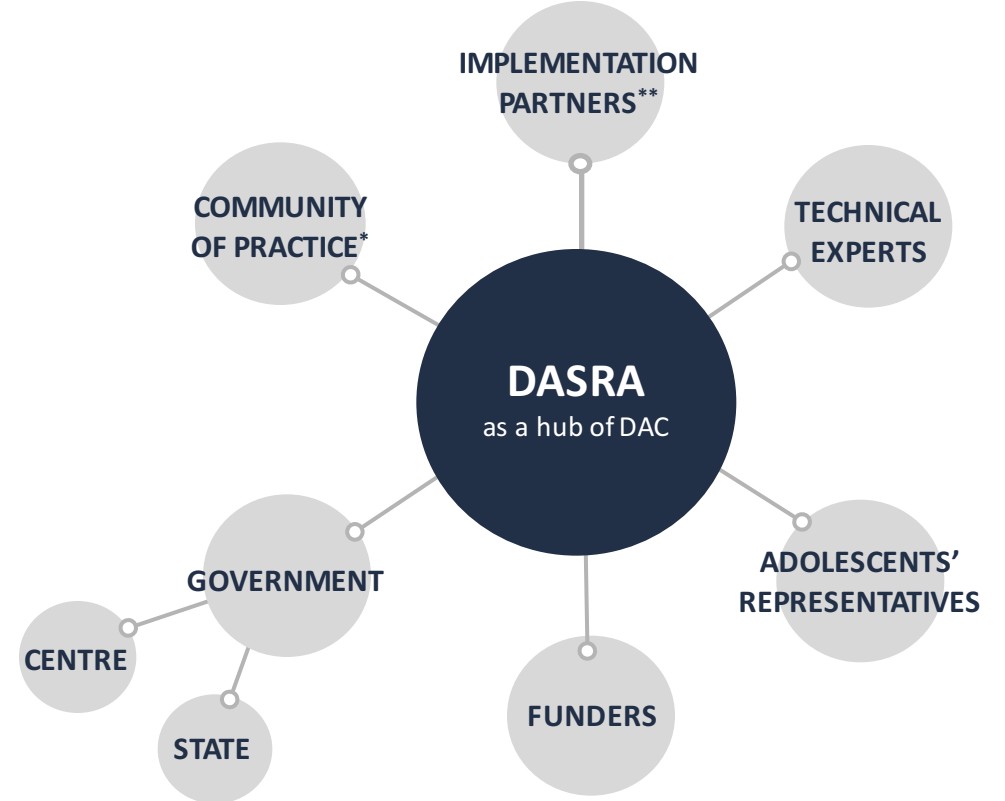 IMPLEMENTATION
PARTNERS**
COMMUNITY
OF PRACTICE*
TECHNICAL
EXPERTS
DASRA
as a hub of DAC
GOVERNMENT
ADOLESCENTS’
REPRESENTATIVES
CENTRE
STATE
FUNDERS